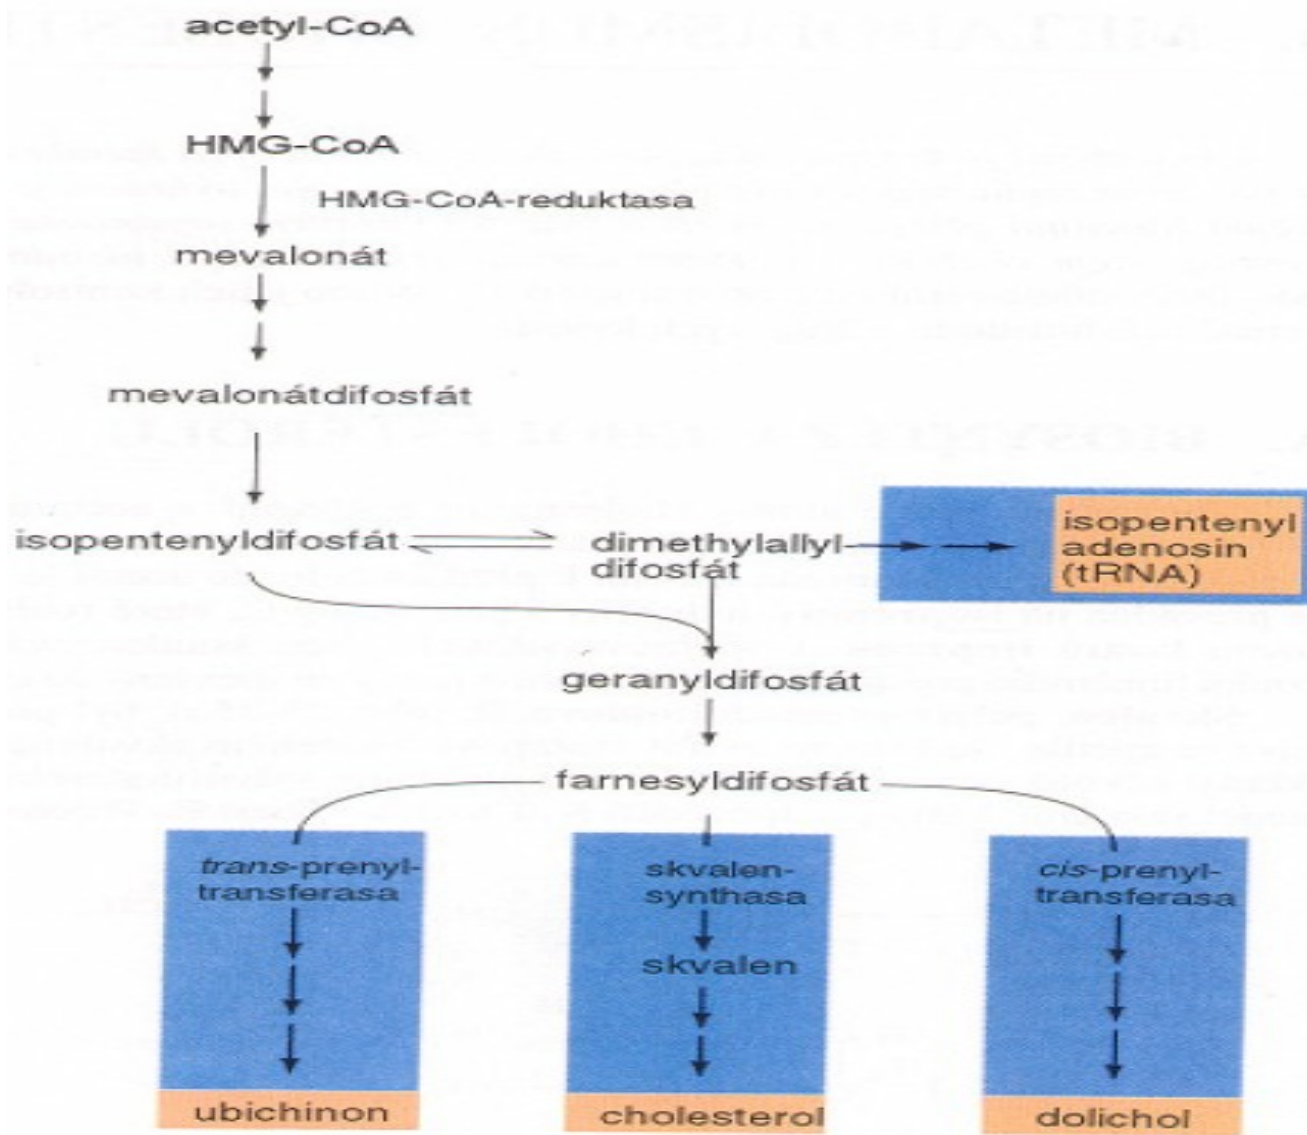 acetyl-CoA
HMG-CoA
HMG-CoA-reduktasa
mevalonát
mevalonátdifosfát
isopentenyldifosfát
dimethylallyl-
difosfát
isopentenyl
adenosin
(tRNA)
geranyldifosfát
farnesyldifosfát
trans-prenyl-
transferasa
skvalen-
synthasa
skvalen
cis-prenyl-
transferasa
ubichinon
cholesterol
dolichol